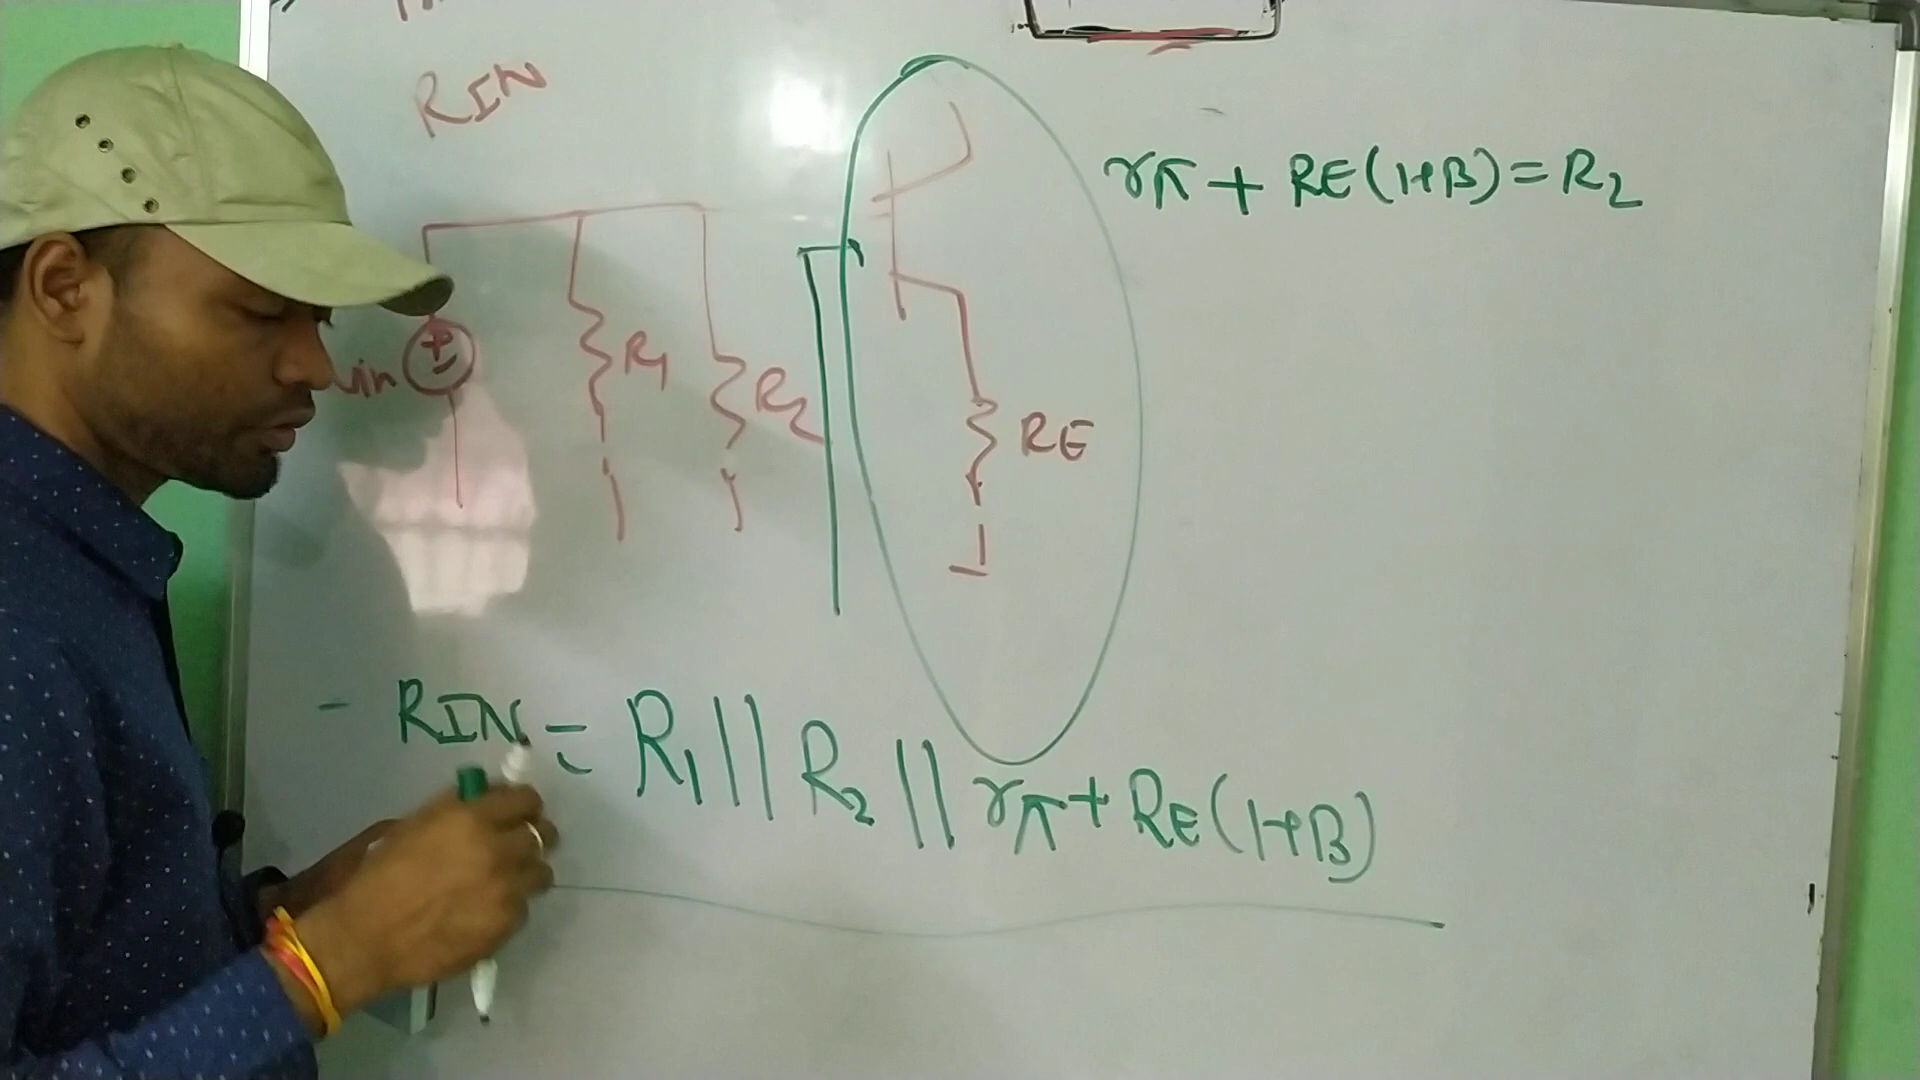 RIN
rπ + RE(1+β) = R2
vin
R1
R2
RE
RIN = R1 || R2 || rπ + RE(1+β)